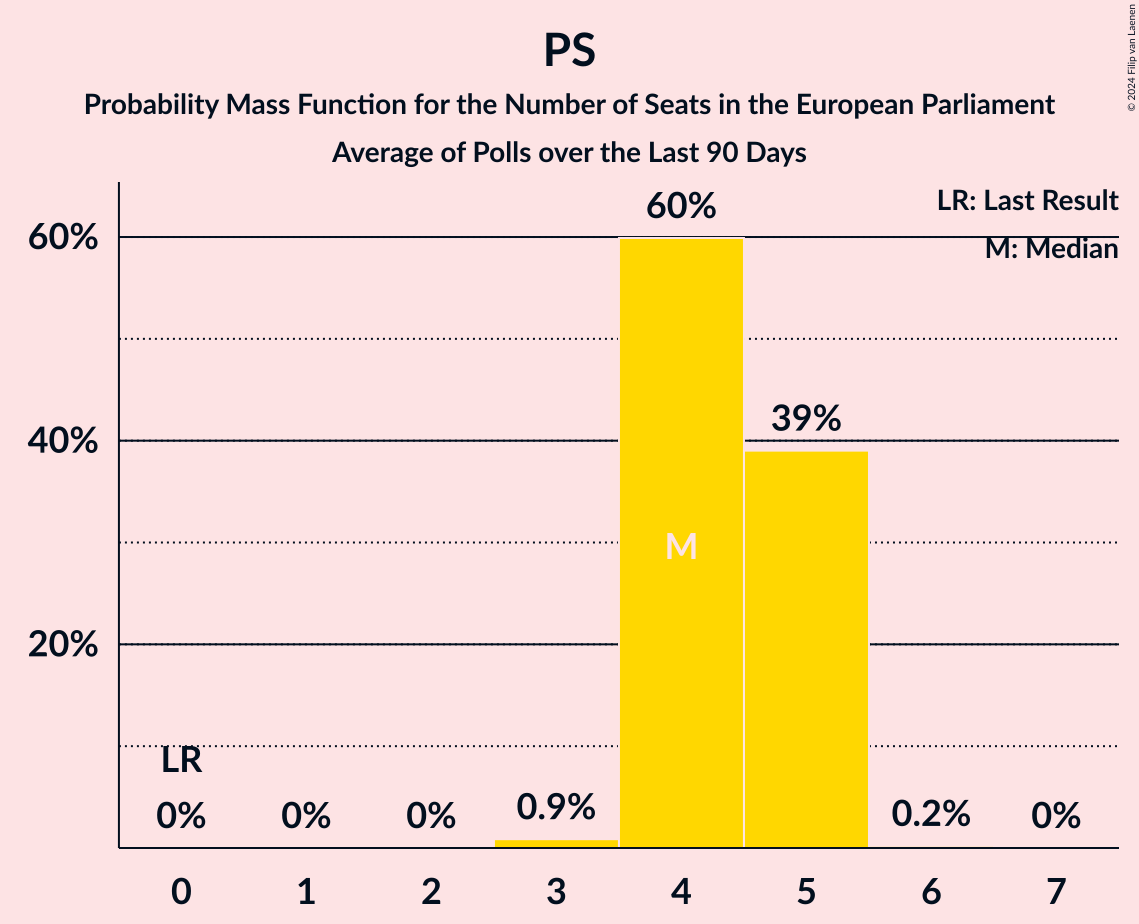 PS
Probability Mass Function for the Number of Seats in the European Parliament
Average of Polls over the Last 90 Days
© 2024 Filip van Laenen
LR: Last Result
M: Median
60%
40%
20%
60%
39%
M
LR
0%
0%
0%
0.9%
0.2%
0%
0 1 2 3 4 5 6 7